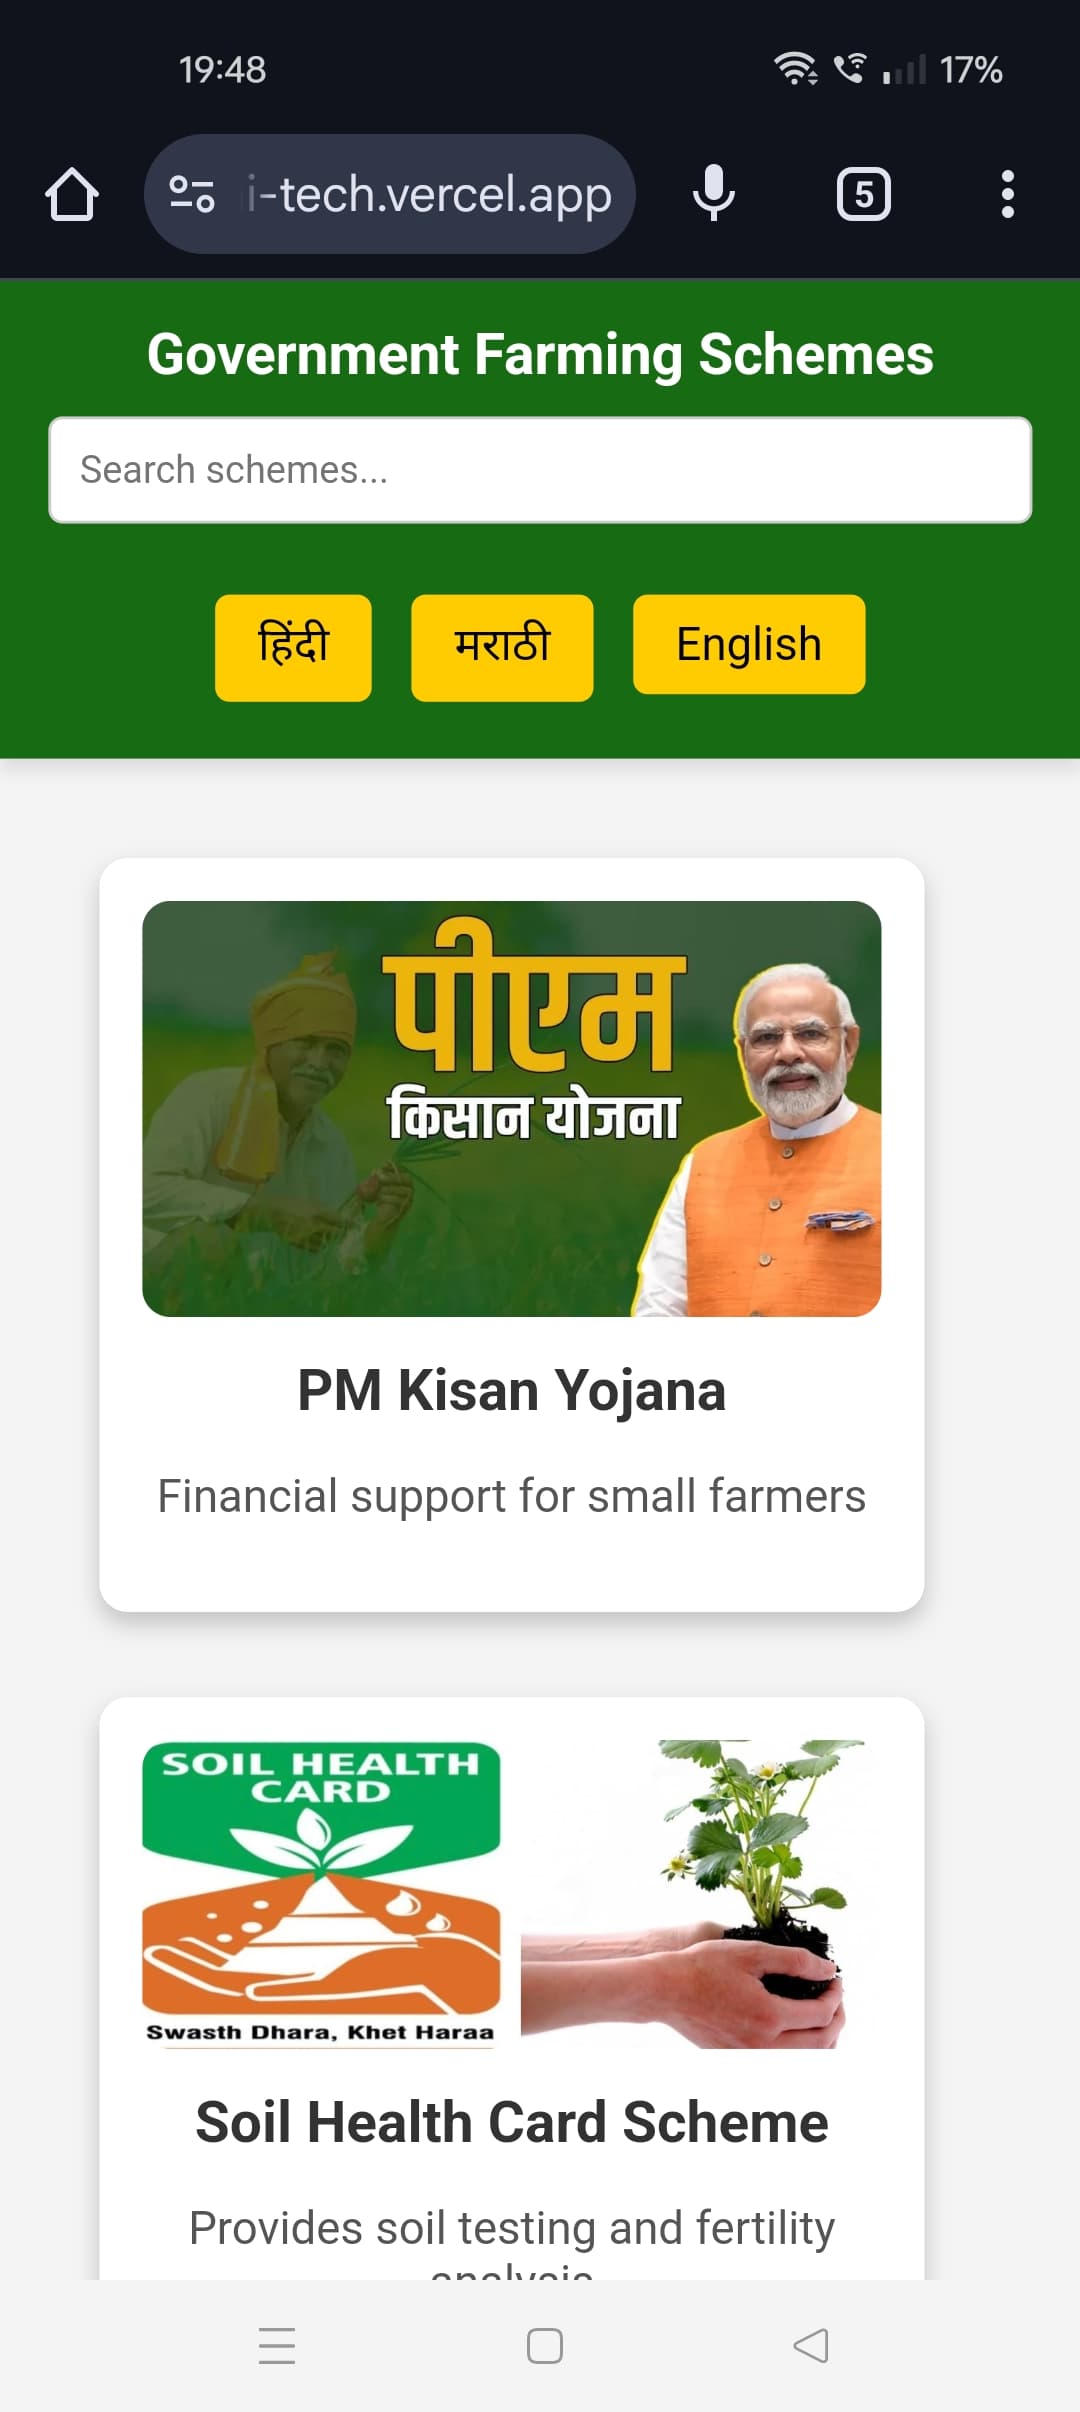 19:48
17%
i-tech.vercel.app
5
Government Farming Schemes
Search schemes...
हिंदी
मराठी
English
पीएम
किसान योजना
PM Kisan Yojana
Financial support for small farmers
SOIL HEALTH
CARD
Swasth Dhara, Khet Haraa
Soil Health Card Scheme
Provides soil testing and fertility
analysis